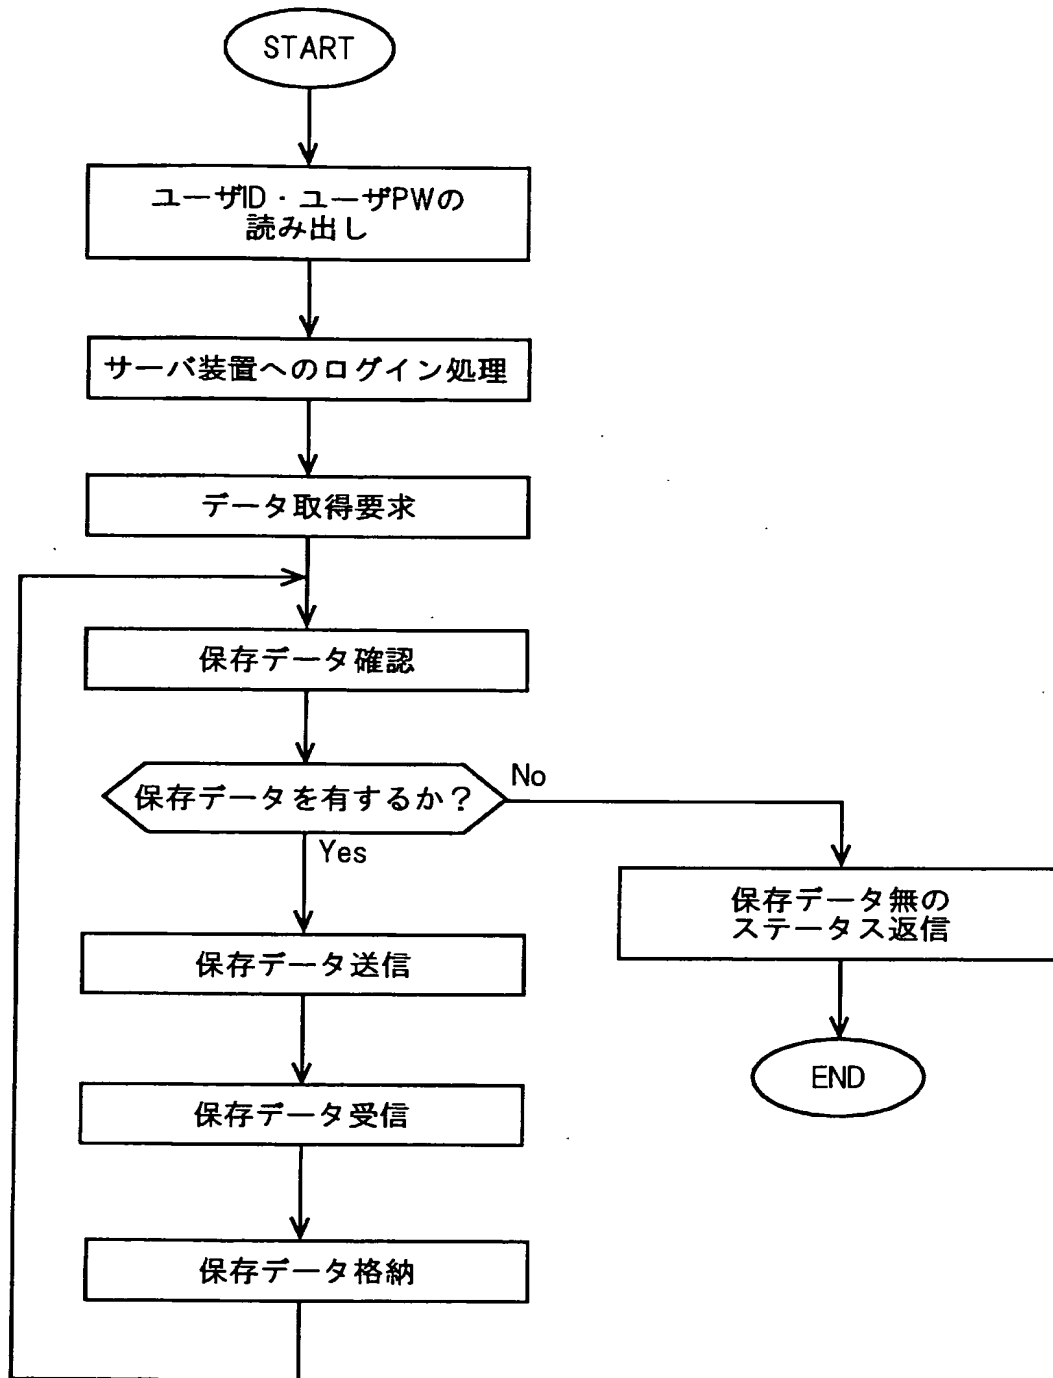 START
ユーザID・ユーザPWの
読み出し
サーバ装置へのログイン処理
データ取得要求
保存データ確認
保存データを有するか？
No
Yes
保存データ無の
ステータス返信
保存データ送信
END
保存データ受信
保存データ格納